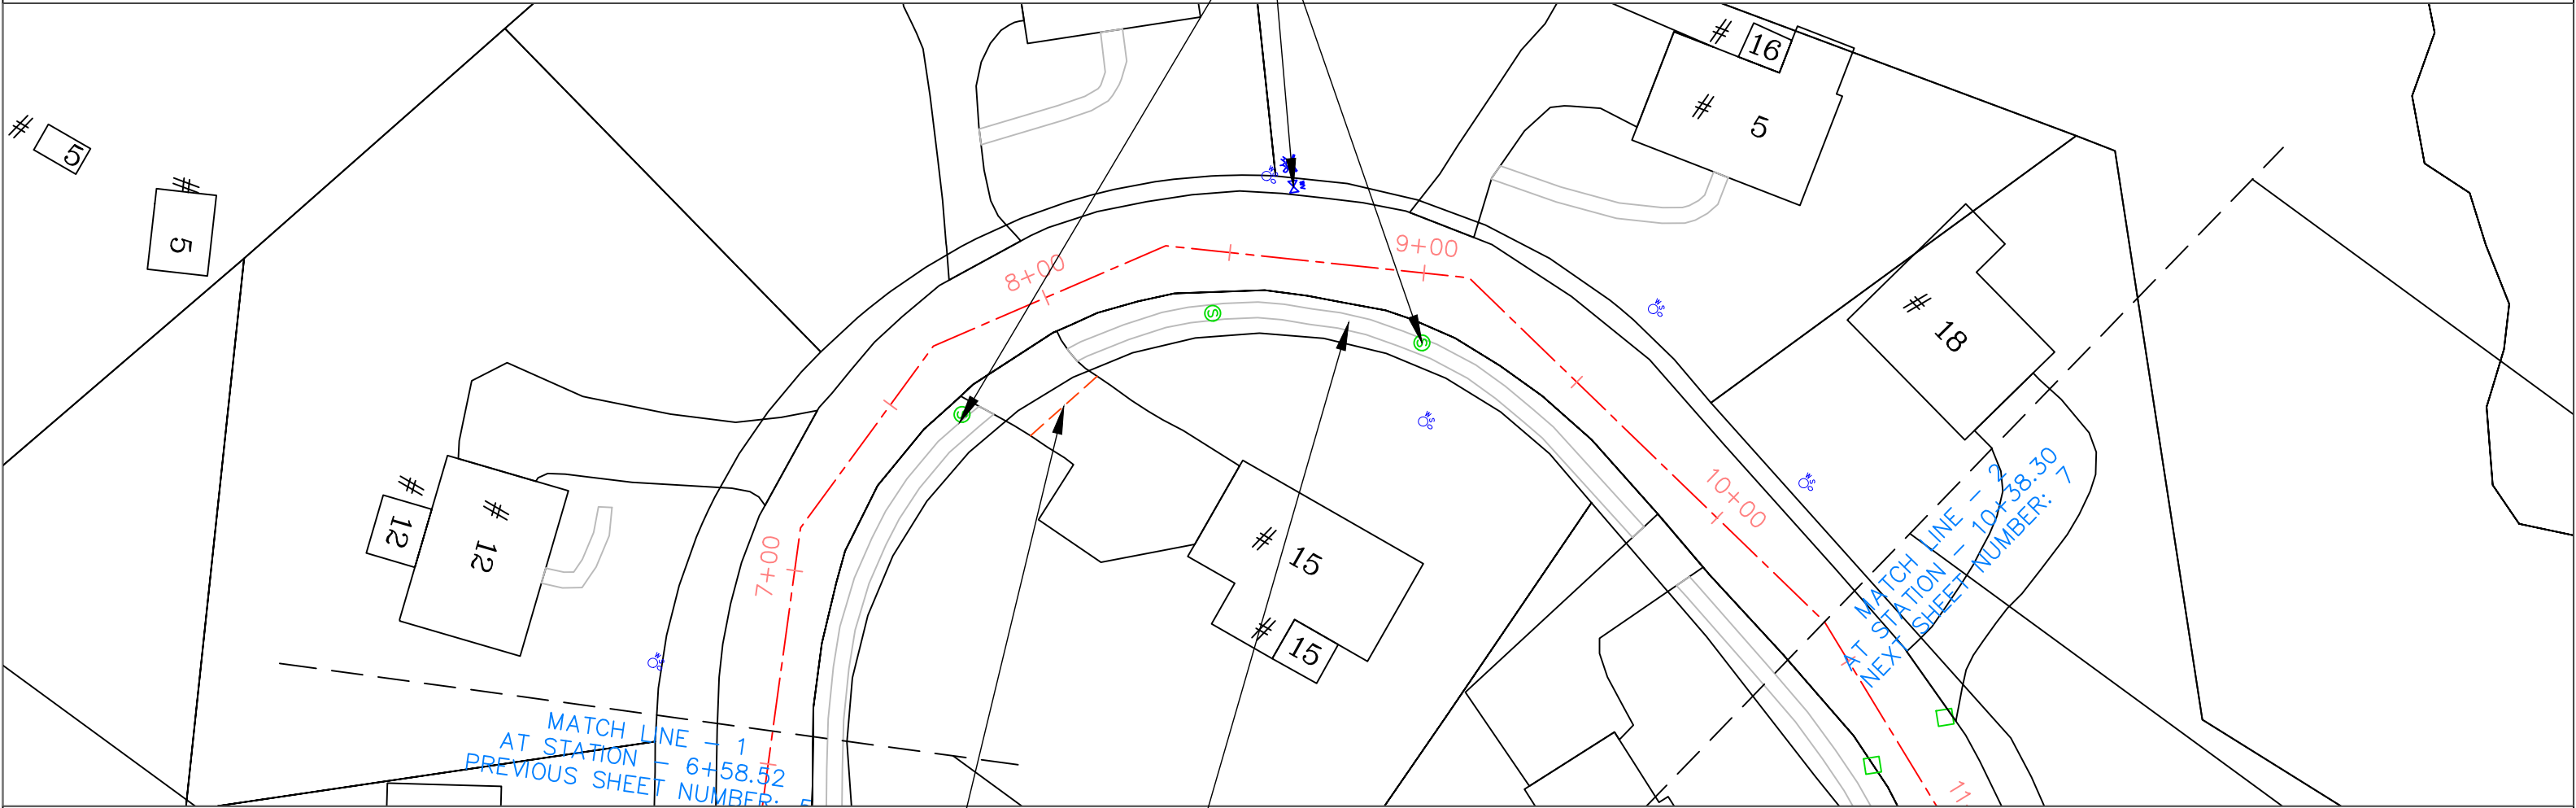 # 16
# 5
# 5
# 5
8+00
9+00
# 18
S
S
S
7+00
# 12
# 12
10+00
# 15
# 15
MATCH LINE - 2
AT STATION - 10+38.30
NEXT SHEET NUMBER: 7
MATCH LINE - 1
AT STATION - 6+58.52
PREVIOUS SHEET NUMBER:
11